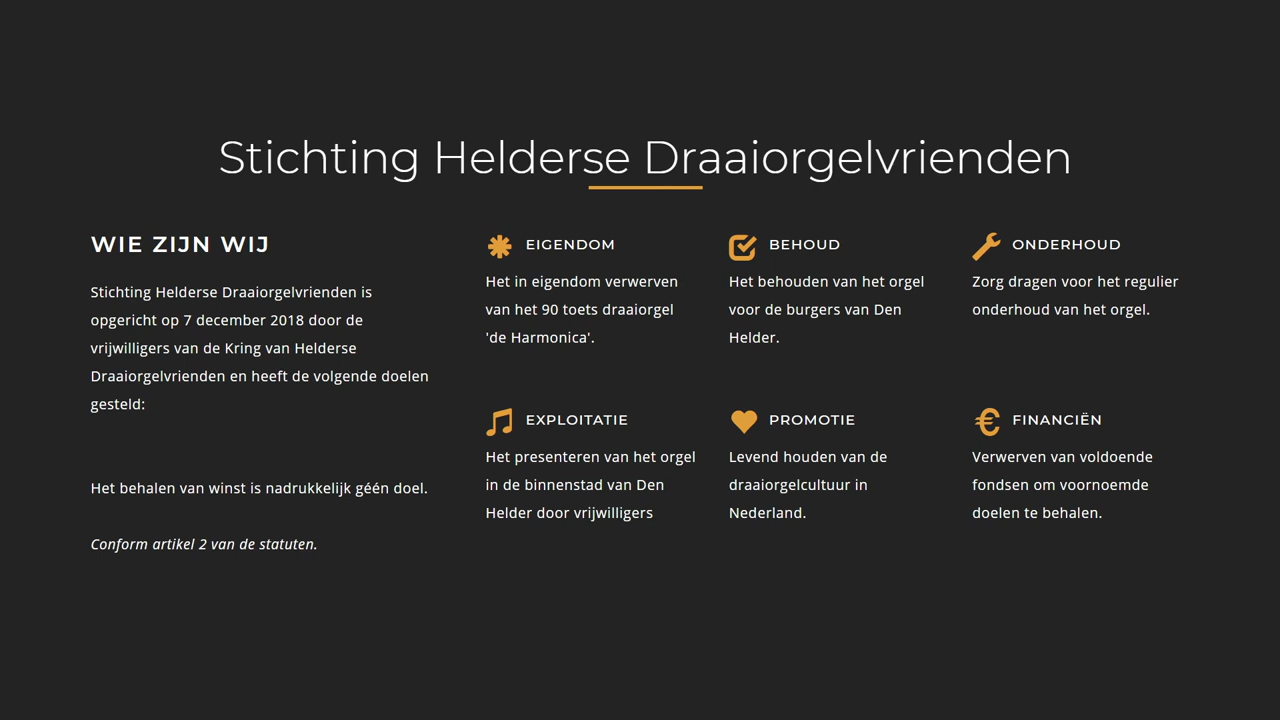 Stichting Helderse Draaiorgelvrienden
WIE ZIJN WIJ
Stichting Helderse Draaiorgelvrienden is
opgericht op 7 december 2018 door de
vrijwilligers van de Kring van Helderse
Draaiorgelvrienden en heeft de volgende doelen
gesteld:
Het behalen van winst is nadrukkelijk géén doel.
Conform artikel 2 van de statuten.
EIGENDOM
Het in eigendom verwerven
van het 90 toets draaiorgel
'de Harmonica'.
BEHOUD
Het behouden van het orgel
voor de burgers van Den
Helder.
ONDERHOUD
Zorg dragen voor het regulier
onderhoud van het orgel.
EXPLOITATIE
Het presenteren van het orgel
in de binnenstad van Den
Helder door vrijwilligers
PROMOTIE
Levend houden van de
draaiorgelcultuur in
Nederland.
FINANCIËN
Verwerven van voldoende
fondsen om voornoemde
doelen te behalen.